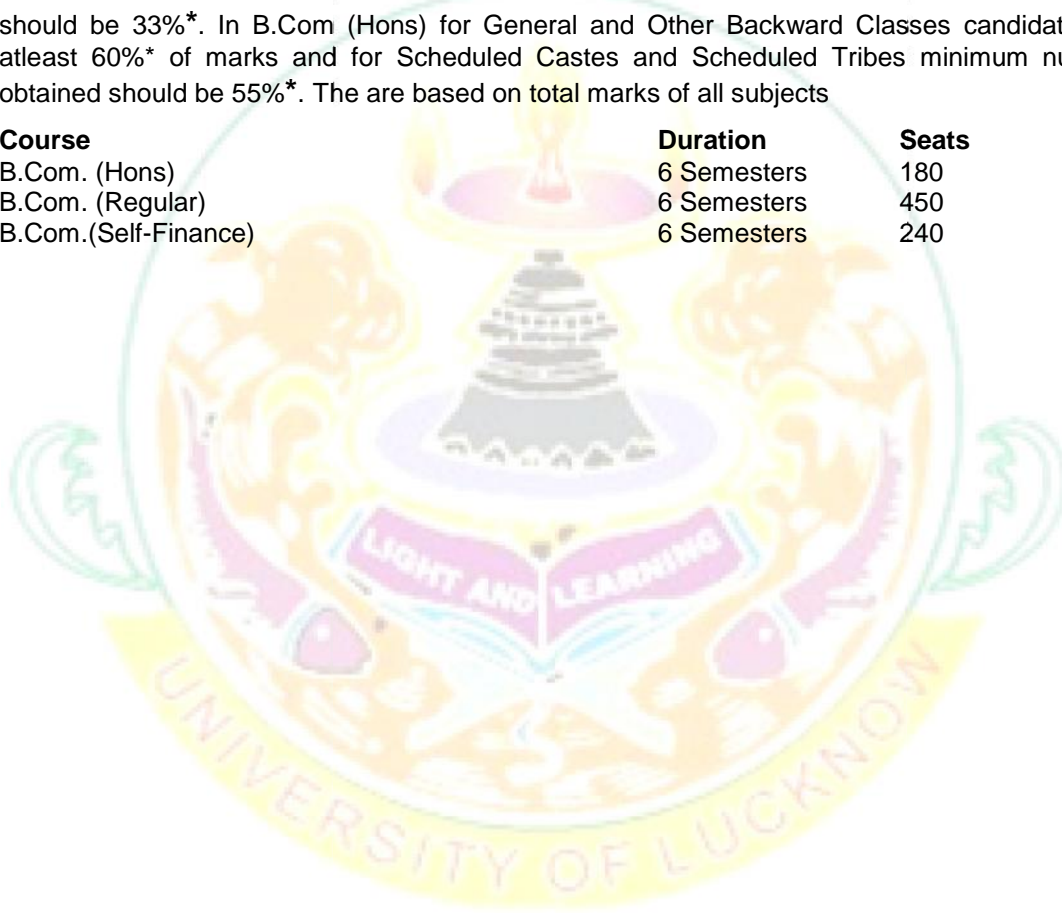 should be 33%*. In B.Com (Hons) for General and Other Backward Classes
atleast 60%* of marks and for Scheduled Castes and Scheduled Tribes minimum
obtained should be 55%*. The are based on total marks of all subjects
Course Duration Seats
B.Com. (Hons) 6 Semesters 180
B.Com. (Regular) 6 Semesters 450
B.Com.(Self-Finance) 6 Semesters 240
LIGHT AND LEARNING
UNIVERSITY OF LUCKNOW